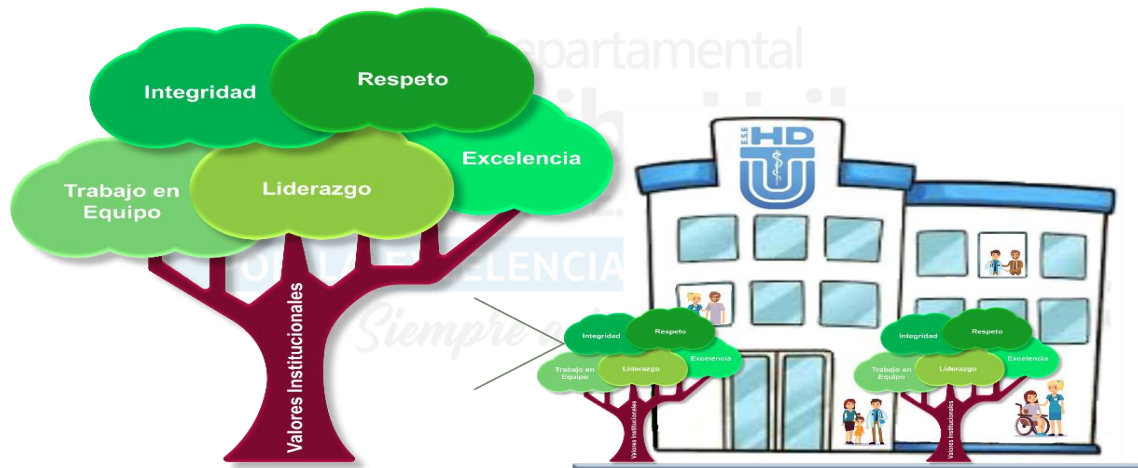 Departamental
Integridad
Respeto
Excelencia
Trabajo en
Equipo
Liderazgo
Valores Institucionales
EXCELENCIA
Siempre
E.S.E
HD
U
Integridad
Respeto
Trabajo en
Equipo
Liderazgo
Excelencia
Valores Institucionales
Integridad
Respeto
Trabajo en
Equipo
Liderazgo
Excelencia
Valores Institucionales